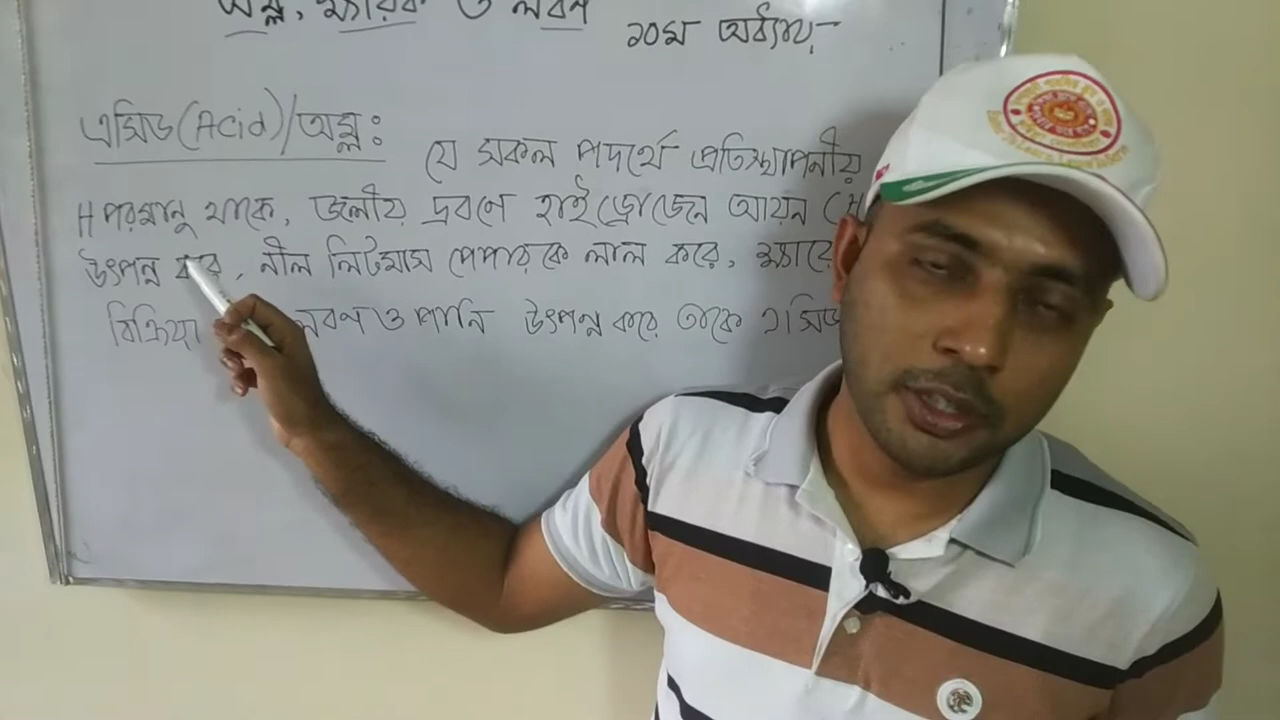 অম্ল, ক্ষারক ও লবণ
১০ম অধ্যায়
এসিড (Acid)/অম্ল:
যে সকল পদার্থে প্রতিস্থাপনীয়
H পরমানু থাকে, জলীয় দ্রবণে হাইড্রোজেন আয়ন (H
উৎপন্ন করে, নীল লিটমাস পেপারকে লাল করে, ক্ষারে
বিক্রিয়া লবণ ও পানি উৎপন্ন করে তাকে এসিড